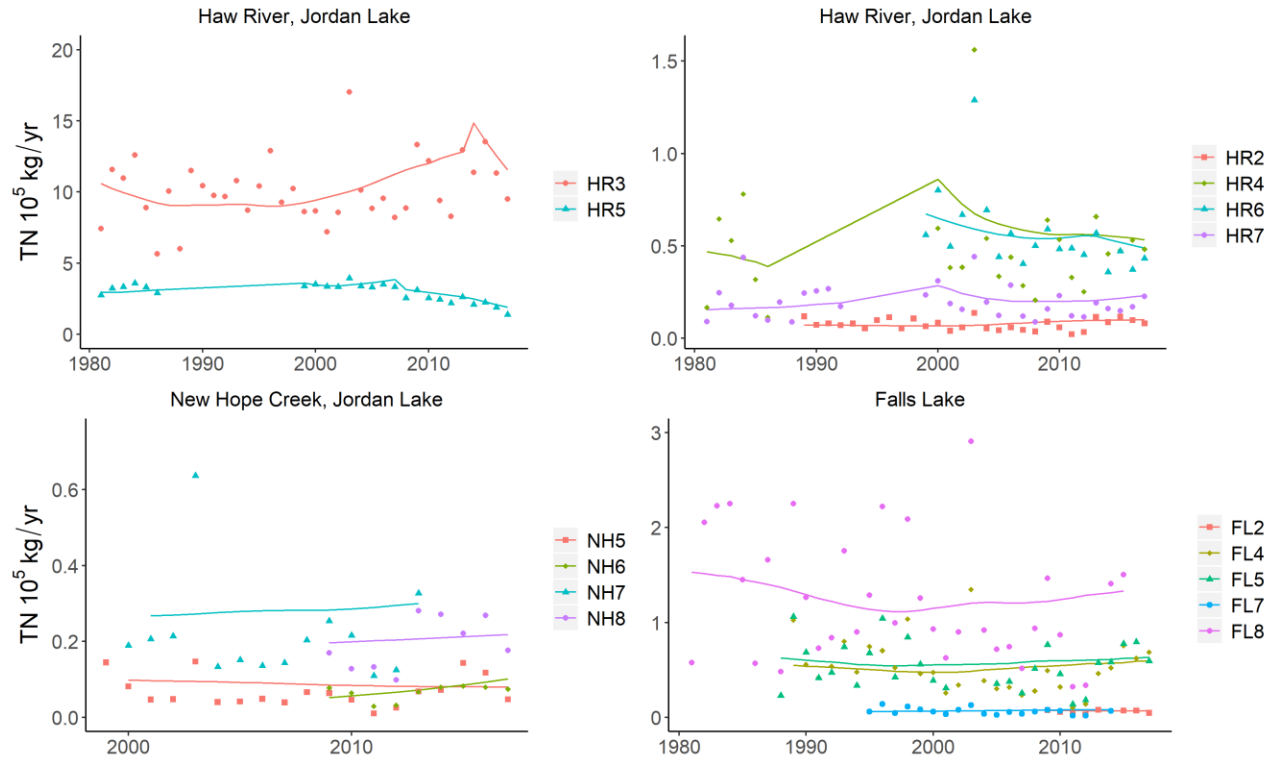 Haw River, Jordan Lake
TN 10⁵ kg/yr
20
15
10
5
0
1980 1990 2000 2010
HR3
HR5
Haw River, Jordan Lake
1.5
1.0
0.5
0.0
1980 1990 2000 2010
HR2
HR4
HR6
HR7
New Hope Creek, Jordan Lake
TN 10⁵ kg/yr
0.6
0.4
0.2
0.0
2000 2010
NH5
NH6
NH7
NH8
Falls Lake
3
2
1
0
1980 1990 2000 2010
FL2
FL4
FL5
FL7
FL8